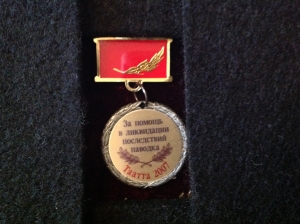 За помощь
в ликвидации
последствий
паводка
Таатта 2007